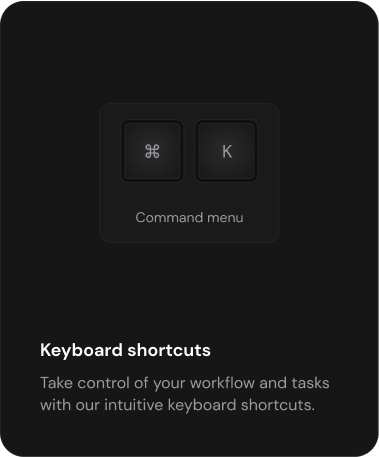 ⌘ K
Command menu
Keyboard shortcuts
Take control of your workflow and tasks
with our intuitive keyboard shortcuts.